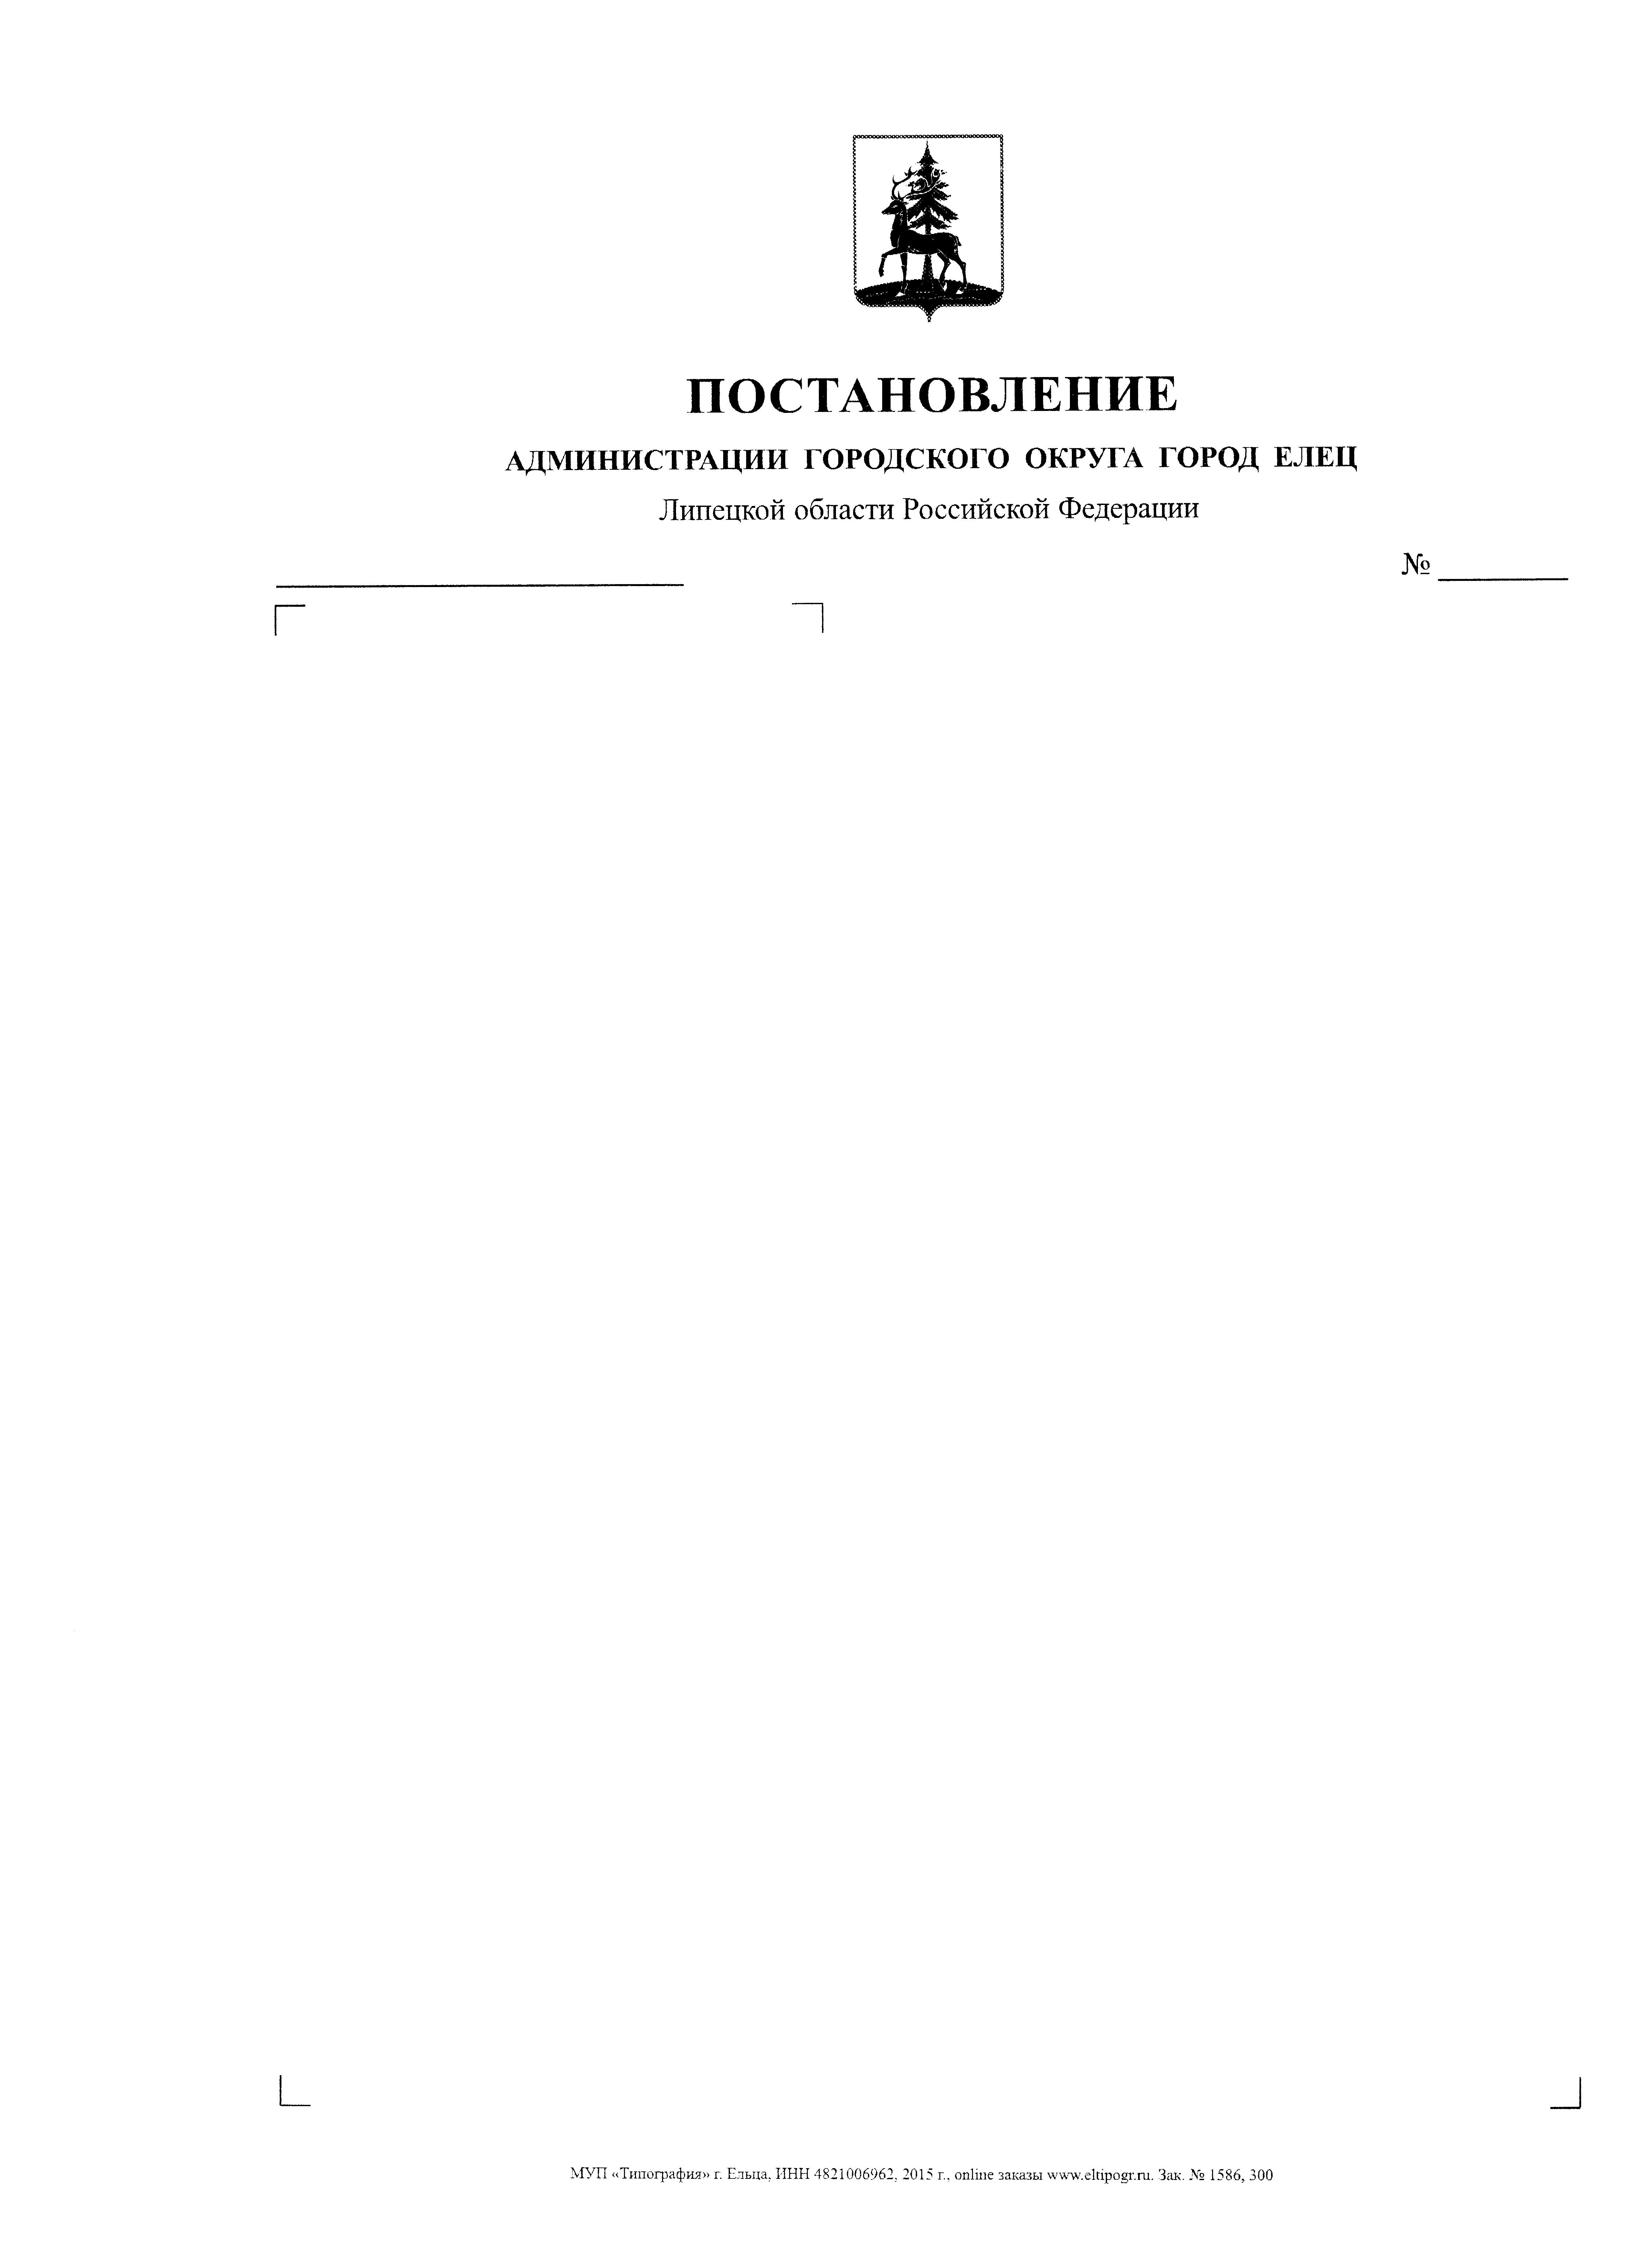 ПОСТАНОВЛЕНИЕ
АДМИНИСТРАЦИИ ГОРОДСКОГО ОКРУГА ГОРОД ЕЛЕЦ
Липецкой области Российской Федерации
№
МУП «Типография» г. Ельца, ИНН 4821006962, 2015 г., online заказы www.eltipogr.ru. Зак. № 1586, 300